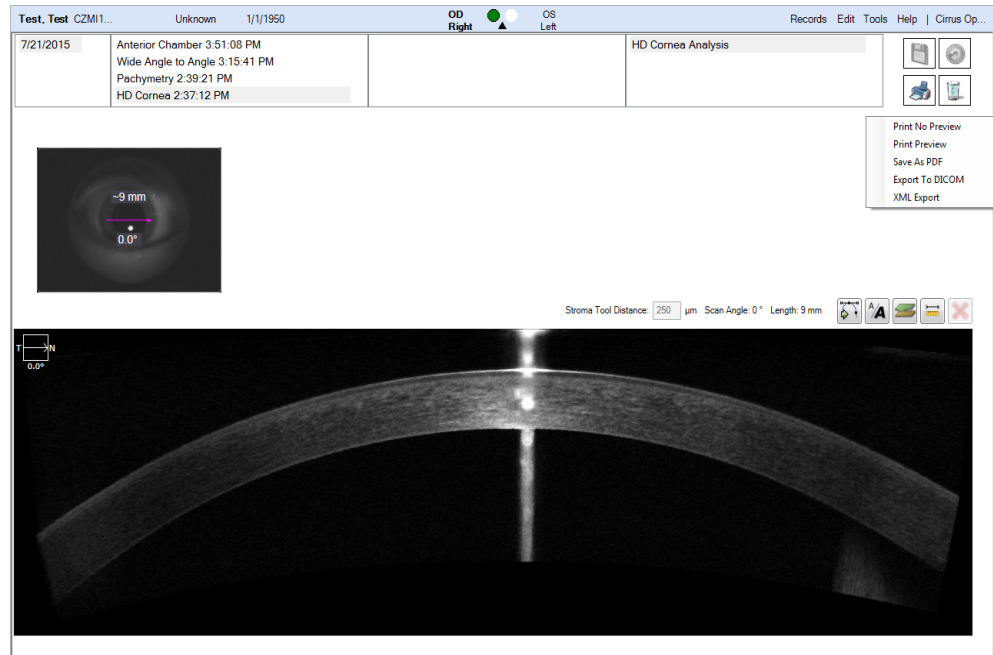 Test, Test CZMI1... Unknown 1/1/1950 OD Right OS Left Records Edit Tools Help | Cirrus Op...
7/21/2015
Anterior Chamber 3:51:08 PM
Wide Angle to Angle 3:15:41 PM
Pachymetry 2:39:21 PM
HD Cornea 2:37:12 PM
HD Cornea Analysis
Print No Preview
Print Preview
Save As PDF
Export To DICOM
XML Export
~9 mm
0.0°
Stroma Tool Distance: 250 µm Scan Angle: 0 ° Length: 9 mm
A/A
T N
0.0°